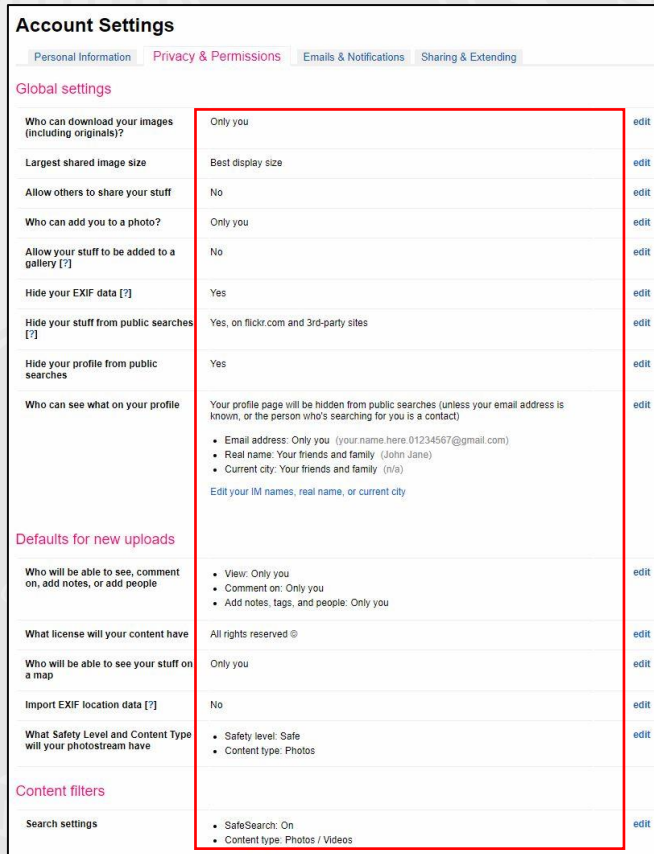 Account Settings
Personal Information Privacy & Permissions Emails & Notifications Sharing & Extending
Global settings
Who can download your images Only you edit
(including originals)?
Largest shared image size Best display size edit
Allow others to share your stuff No edit
Who can add you to a photo? Only you edit
Allow your stuff to be added to a No edit
gallery [?]
Hide your EXIF data [?] Yes edit
Hide your stuff from public searches Yes, on flickr.com and 3rd-party sites edit
[?]
Hide your profile from public Yes edit
searches
Who can see what on your profile Your profile page will be hidden from public searches (unless your email address is edit
known, or the person who's searching for you is a contact)
• Email address: Only you (your.name.here.01234567@gmail.com)
• Real name: Your friends and family (John Jane)
• Current city: Your friends and family (n/a)
Edit your IM names, real name, or current city
Defaults for new uploads
Who will be able to see, comment • View: Only you edit
on, add notes, or add people • Comment on: Only you
• Add notes, tags, and people: Only you
What license will your content have All rights reserved © edit
Who will be able to see your stuff on Only you edit
a map
Import EXIF location data [?] No edit
What Safety Level and Content Type • Safety level: Safe edit
will your photostream have • Content type: Photos
Content filters
Search settings • SafeSearch: On edit
• Content type: Photos / Videos